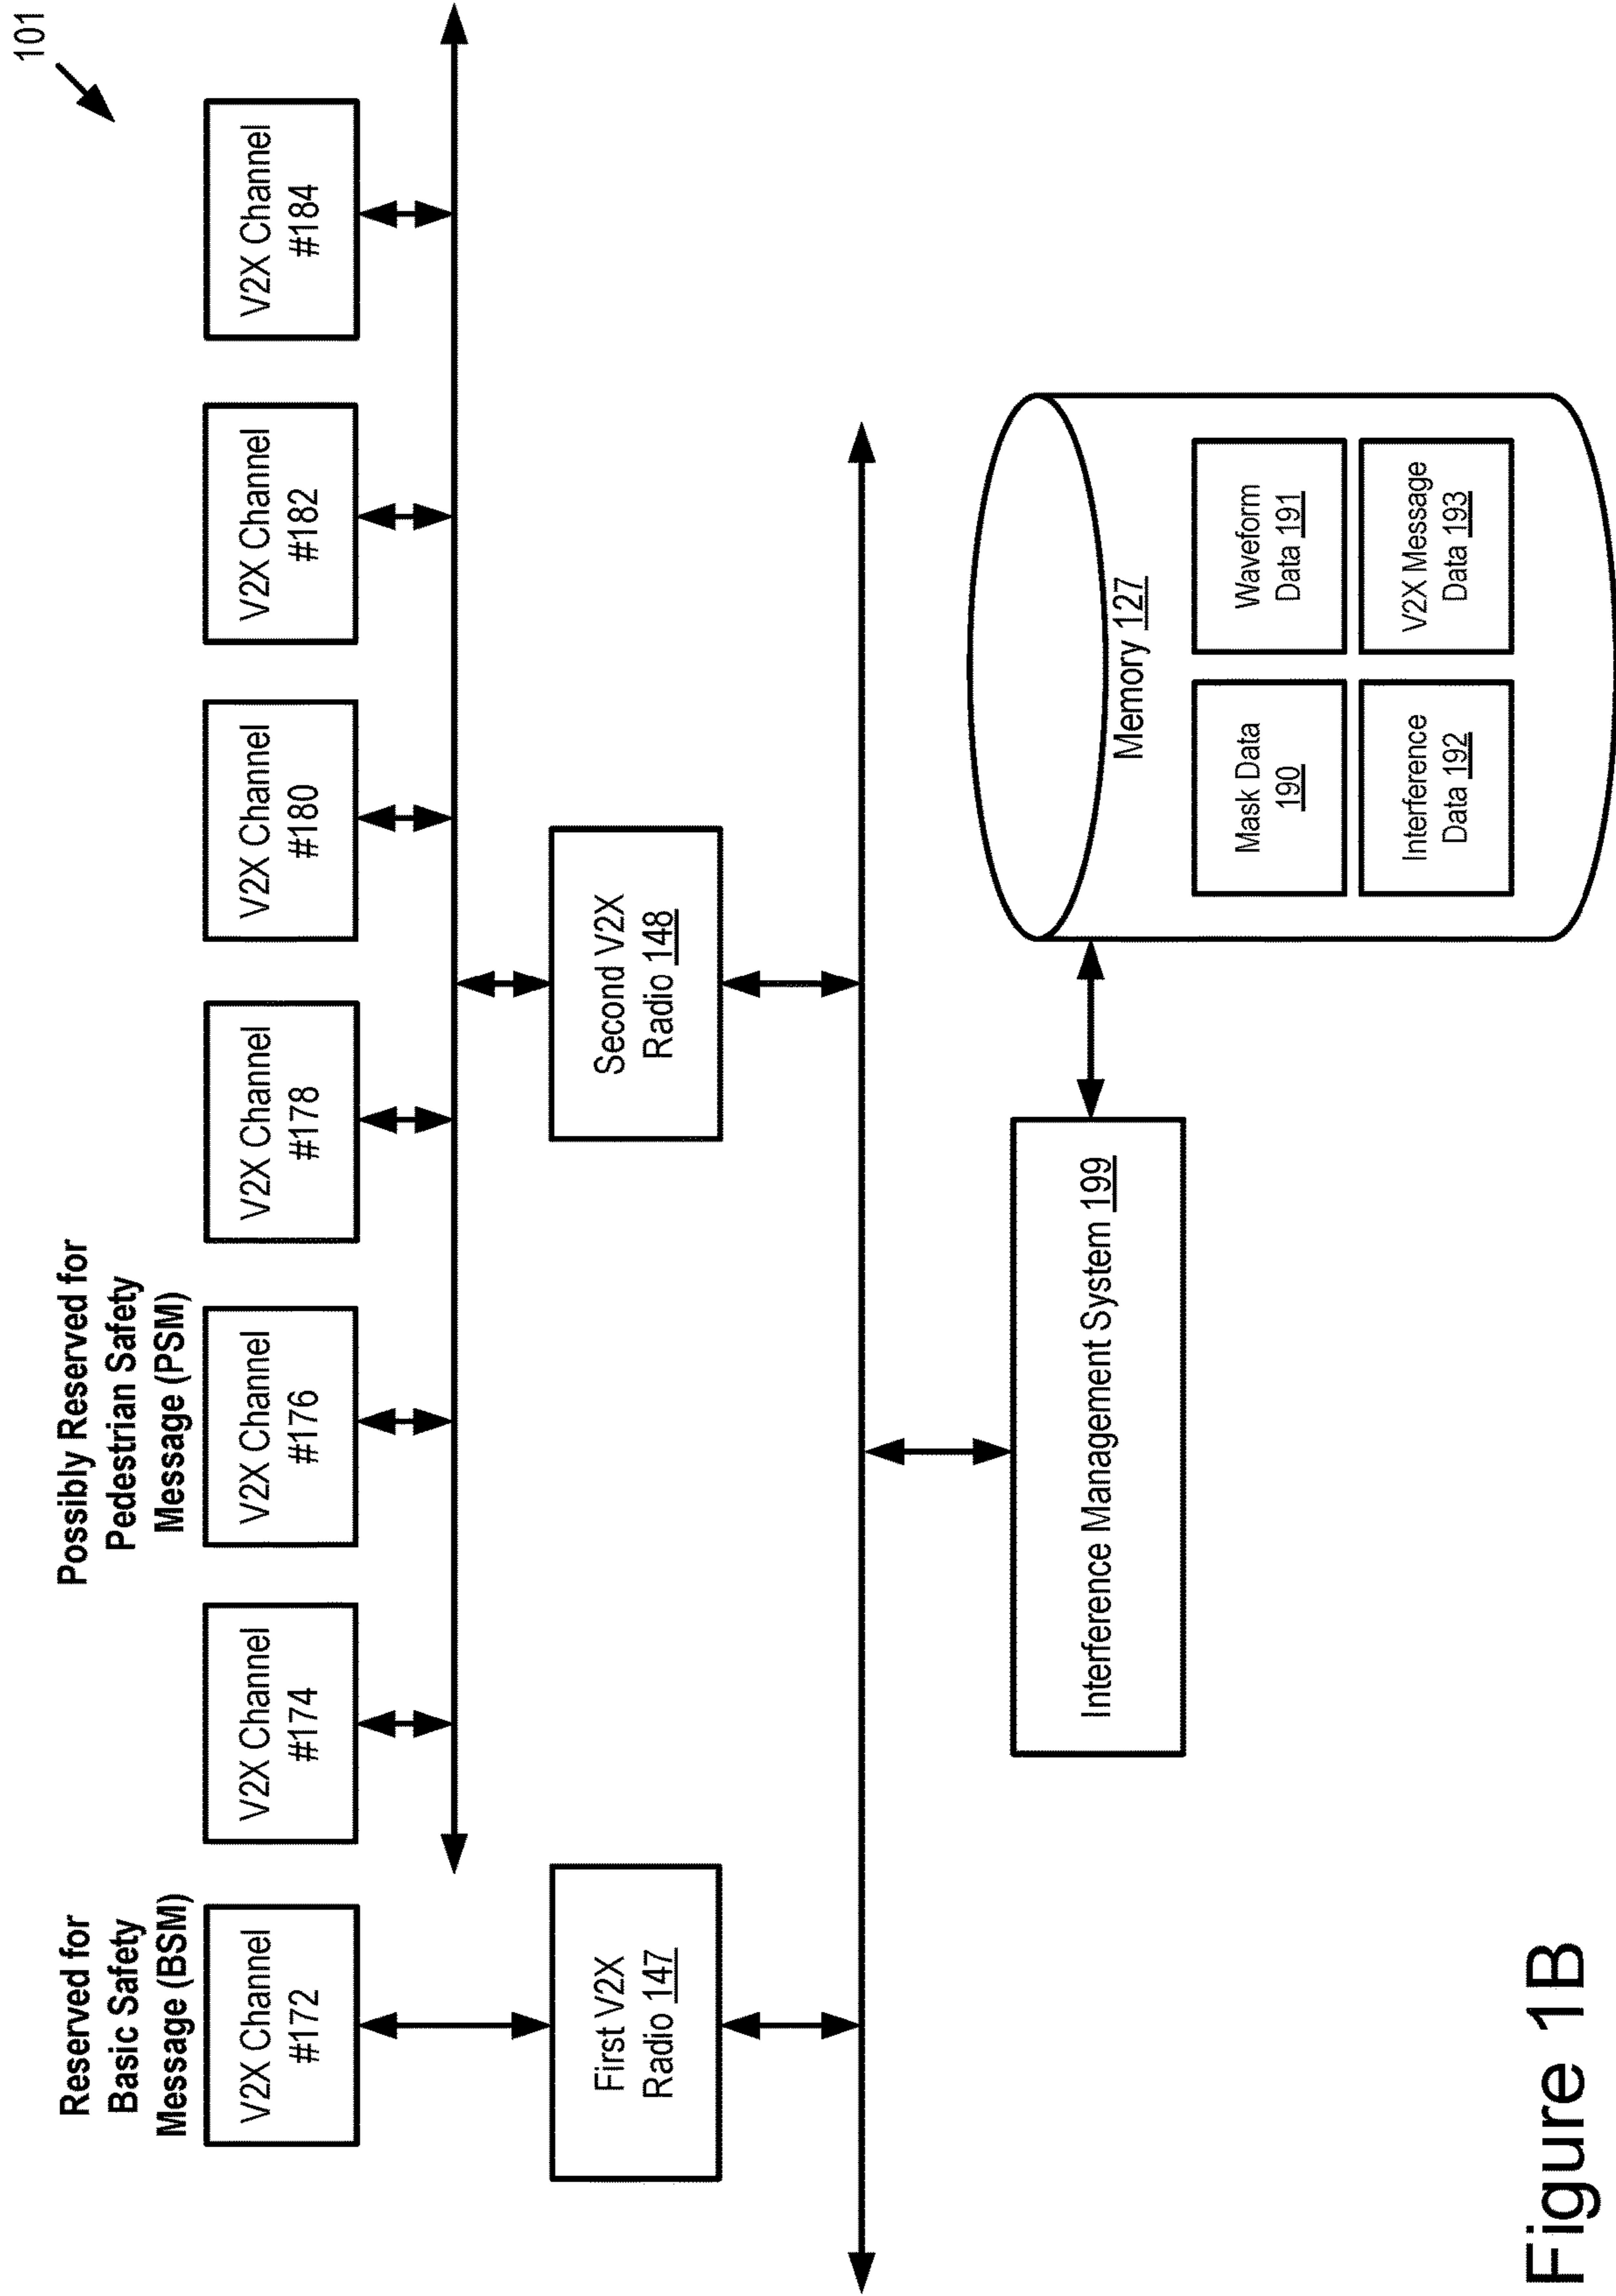 101
Reserved for
Basic Safety
Message (BSM)
Possibly Reserved for
Pedestrian Safety
Message (PSM)
V2X Channel
#172
V2X Channel
#174
V2X Channel
#176
V2X Channel
#178
V2X Channel
#180
V2X Channel
#182
V2X Channel
#184
First V2X
Radio 147
Second V2X
Radio 148
Interference Management System 199
Memory 127
Mask Data
190
Waveform
Data 191
Interference
Data 192
V2X Message
Data 193
Figure 1B